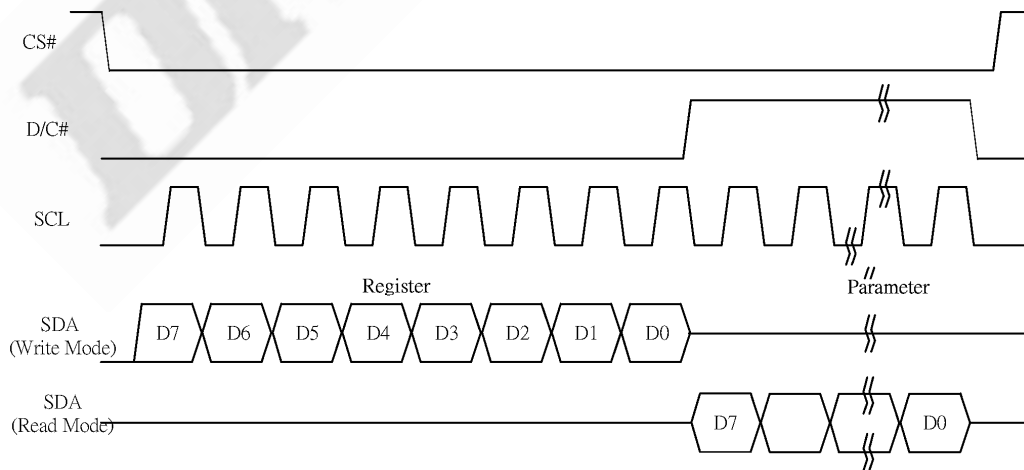 CS#
D/C#
SCL
Register
Parameter
SDA
(Write Mode)
D7 D6 D5 D4 D3 D2 D1 D0
SDA
(Read Mode)
D7 D0